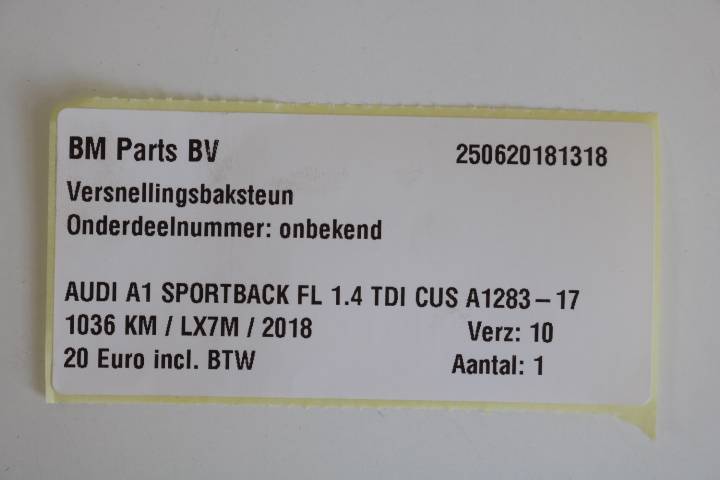 BM Parts BV 250620181318
Versnellingsbaksteun
Onderdeelnummer: onbekend
AUDI A1 SPORTBACK FL 1.4 TDI CUS A1283-17
1036 KM / LX7M / 2018 Verz: 10
20 Euro incl. BTW Aantal: 1